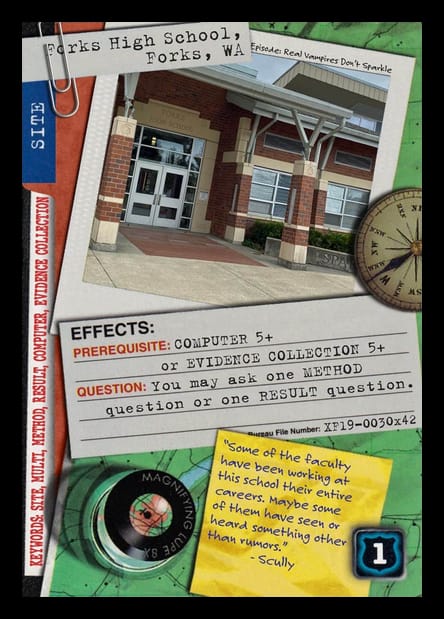 Forks High School,
Forks, WA
Episode: Real Vampires Don't Sparkle
SITE
KEYWORDS: SITE, MULTI, METHOD, RESULT, COMPUTER, EVIDENCE COLLECTION
EFFECTS:
PREREQUISITE: COMPUTER 5+
or EVIDENCE COLLECTION 5+
QUESTION: You may ask one METHOD
question or one RESULT question.
Bureau File Number: XF19-0030x42
MAGNIFYING LUPE 8X
"Some of the faculty
have been working at
this school their entire
careers. Maybe some
of them have seen or
heard something other
than rumors."
- Scully
1